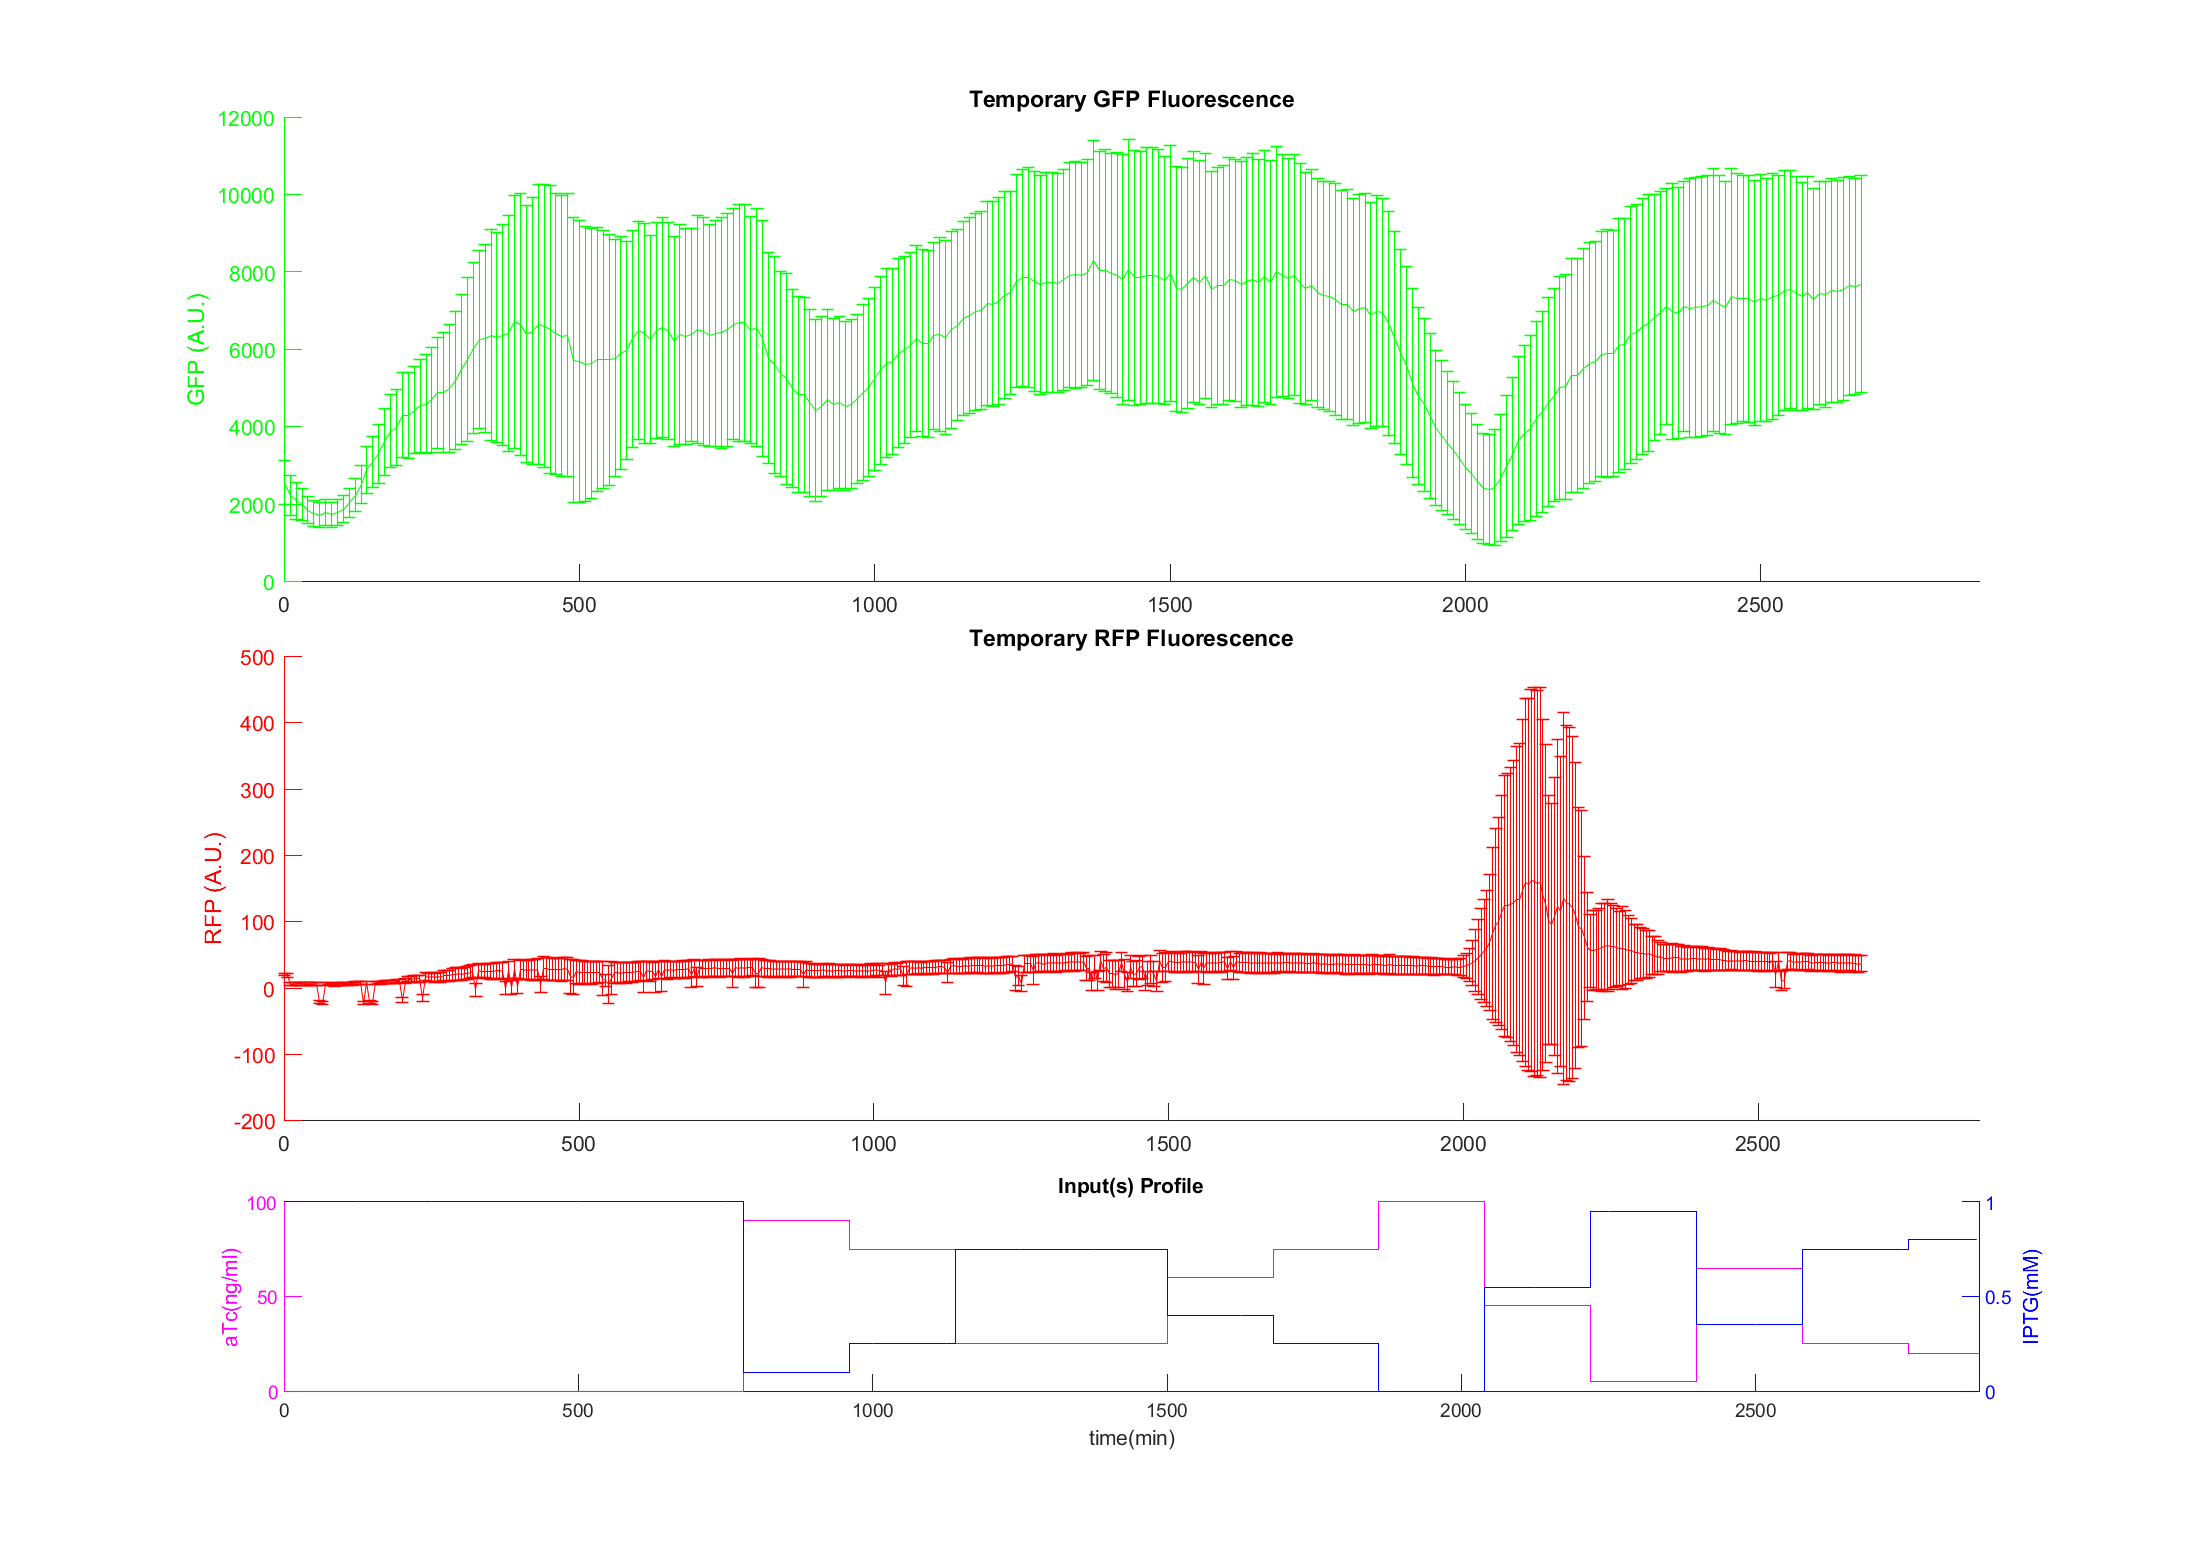 Temporary GFP Fluorescence
12000
10000
8000
6000
4000
2000
0
GFP (A.U.)
0 500 1000 1500 2000 2500
Temporary RFP Fluorescence
500
400
300
200
100
0
-100
-200
RFP (A.U.)
0 500 1000 1500 2000 2500
Input(s) Profile
100
50
0
aTc(ng/ml)
1
0.5
0
IPTG(mM)
0 500 1000 1500 2000 2500
time(min)